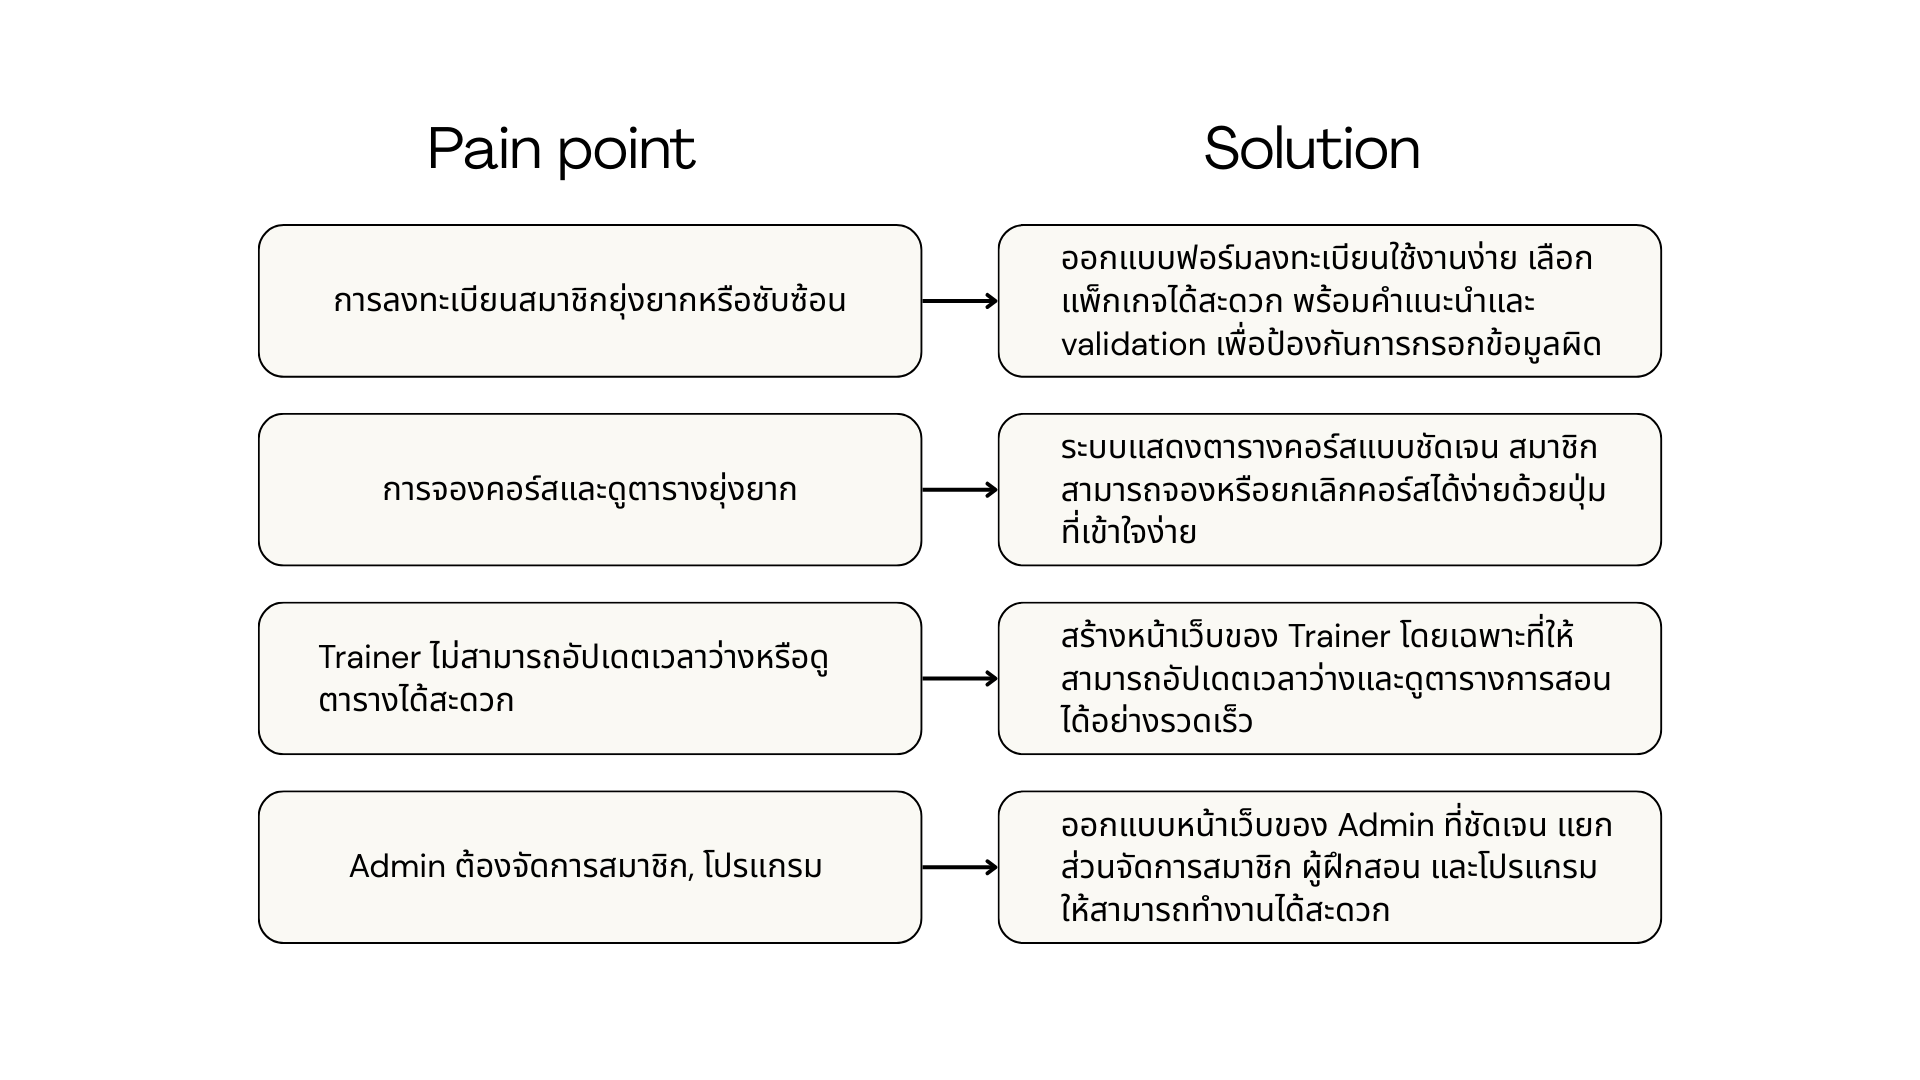 Pain point
Solution
การลงทะเบียนสมาชิกยุ่งยากหรือซับซ้อน
ออกแบบฟอร์มลงทะเบียนใช้งานง่าย เลือก
แพ็กเกจได้สะดวก พร้อมคำแนะนำและ
validation เพื่อป้องกันการกรอกข้อมูลผิด
การจองคอร์สและดูตารางยุ่งยาก
ระบบแสดงตารางคอร์สแบบชัดเจน สมาชิก
สามารถจองหรือยกเลิกคอร์สได้ง่ายด้วยปุ่ม
ที่เข้าใจง่าย
Trainer ไม่สามารถอัปเดตเวลาว่างหรือดู
ตารางได้สะดวก
สร้างหน้าเว็บของ Trainer โดยเฉพาะที่ให้
สามารถอัปเดตเวลาว่างและดูตารางการสอน
ได้อย่างรวดเร็ว
Admin ต้องจัดการสมาชิก, โปรแกรม
ออกแบบหน้าเว็บของ Admin ที่ชัดเจน แยก
ส่วนจัดการสมาชิก ผู้ฝึกสอน และโปรแกรม
ให้สามารถทำงานได้สะดวก